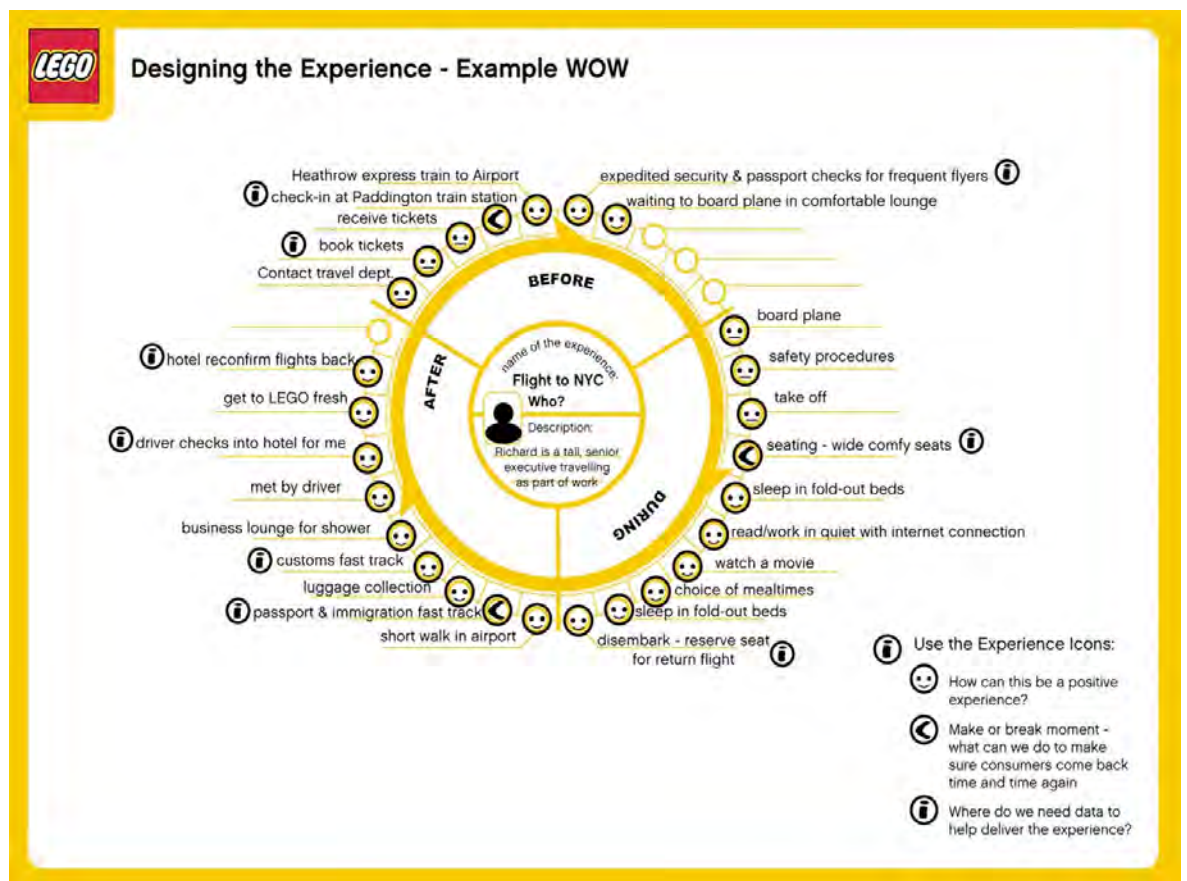 LEGO
Designing the Experience - Example WOW
Heathrow express train to Airport
check-in at Paddington train station
receive tickets
book tickets
Contact travel dept.
expedited security & passport checks for frequent flyers
waiting to board plane in comfortable lounge
board plane
safety procedures
take off
seating - wide comfy seats
sleep in fold-out beds
read/work in quiet with internet connection
watch a movie
choice of mealtimes
sleep in fold-out beds
disembark - reserve seat
for return flight
hotel reconfirm flights back
get to LEGO fresh
driver checks into hotel for me
met by driver
business lounge for shower
customs fast track
luggage collection
passport & immigration fast track
short walk in airport
BEFORE
DURING
AFTER
name of the experience:
Flight to NYC
Who?
Description:
Richard is a tall, senior
executive travelling
as part of work
Use the Experience Icons:
How can this be a positive
experience?
Make or break moment -
what can we do to make
sure consumers come back
time and time again
Where do we need data to
help deliver the experience?